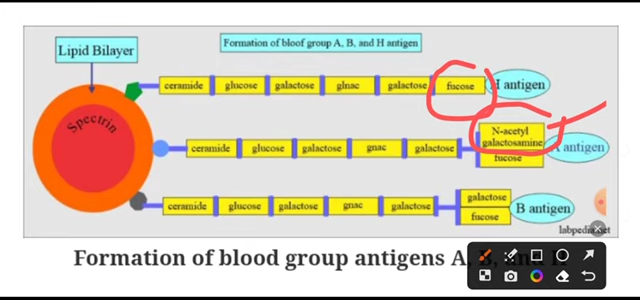 Formation of bloof group A, B, and H antigen
Lipid Bilayer
ceramide glucose galactose glnac galactose fucose H antigen
Spectrin
N-acetyl
galactosamine
ceramide glucose galactose gnac galactose fucose A antigen
galactose
ceramide glucose galactose gnac galactose fucose B antigen
labpedia.net
Formation of blood group antigens A, B, and H